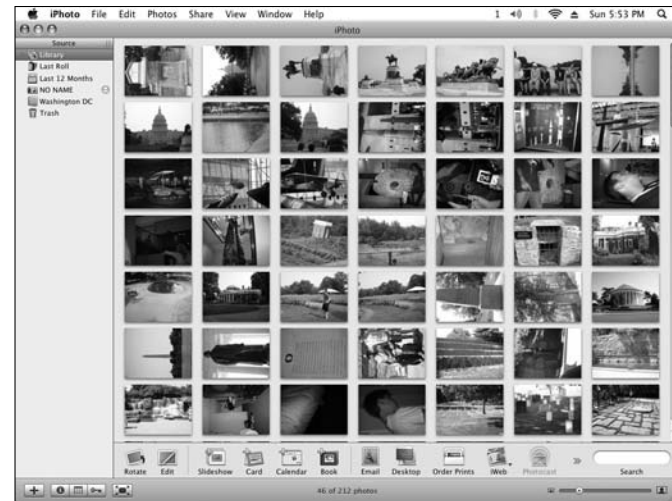 iPhoto File Edit Photos Share View Window Help 1 Sun 5:53 PM
iPhoto
Source
Library
Last Roll
Last 12 Months
NO NAME
Washington DC
Trash
Rotate Edit Slideshow Card Calendar Book Email Desktop Order Prints iWeb Photocast » Search
46 of 212 photos